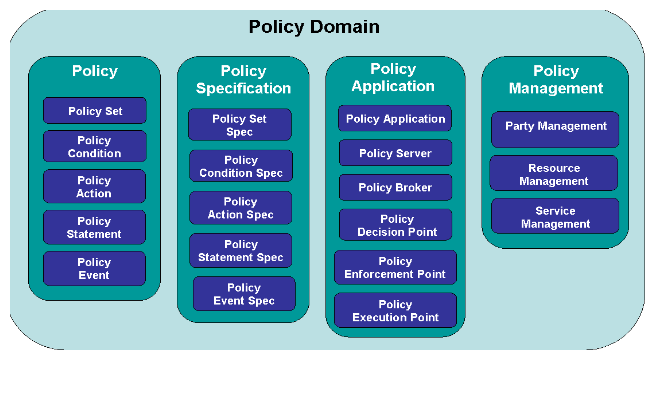 Policy Domain
Policy
Policy Set
Policy
Condition
Policy
Action
Policy
Statement
Policy
Event
Policy
Specification
Policy Set
Spec
Policy
Condition Spec
Policy
Action Spec
Policy
Statement Spec
Policy
Event Spec
Policy
Application
Policy Application
Policy Server
Policy Broker
Policy
Decision Point
Policy
Enforcement Point
Policy
Execution Point
Policy
Management
Party Management
Resource
Management
Service
Management